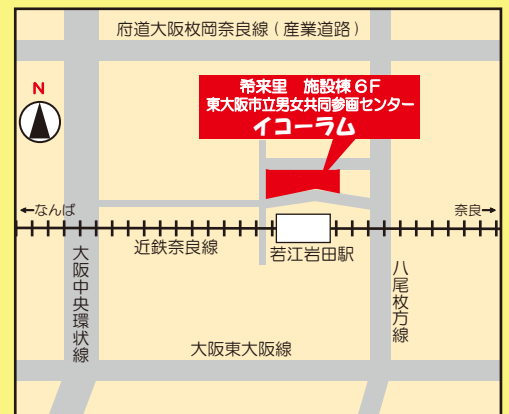 府道大阪枚岡奈良線(産業道路)
N
希来里 施設棟6F
東大阪市立男女共同参画センター
イコーラム
←なんば
奈良→
近鉄奈良線
若江岩田駅
大阪中央環状線
八尾枚方線
大阪東大阪線